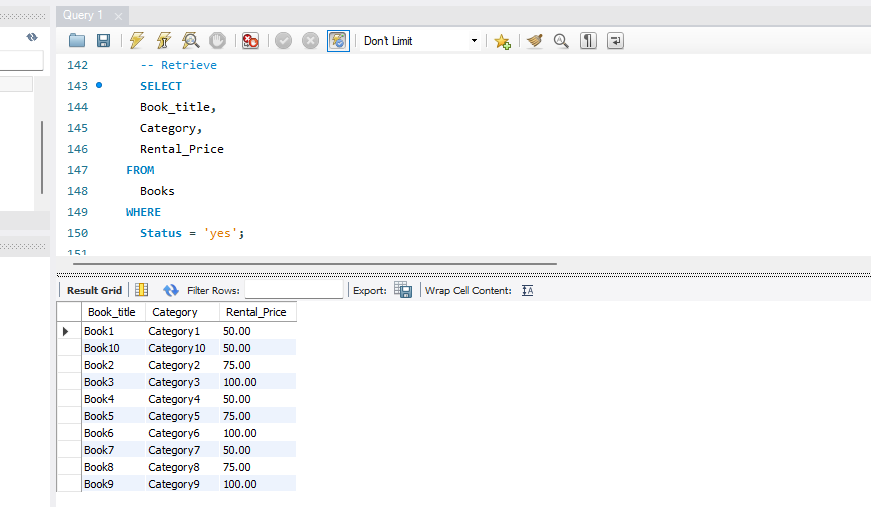 Query 1
Don't Limit
142 -- Retrieve
143 SELECT
144 Book_title,
145 Category,
146 Rental_Price
147 FROM
148 Books
149 WHERE
150 Status = 'yes';
151
Result Grid Filter Rows: Export: Wrap Cell Content:
Book_title Category Rental_Price
Book1 Category1 50.00
Book10 Category10 50.00
Book2 Category2 75.00
Book3 Category3 100.00
Book4 Category4 50.00
Book5 Category5 75.00
Book6 Category6 100.00
Book7 Category7 50.00
Book8 Category8 75.00
Book9 Category9 100.00